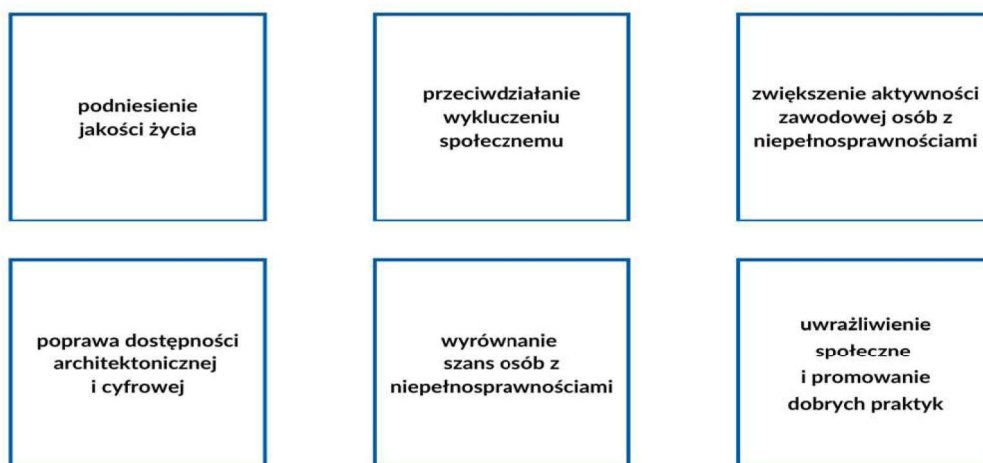 podniesienie
jakości życia
przeciwdziałanie
wykluczeniu
społecznemu
zwiększenie aktywności
zawodowej osób z
niepełnosprawnościami
poprawa dostępności
architektonicznej
i cyfrowej
wyrównanie
szans osób z
niepełnosprawnościami
uwrażliwienie
społeczne
i promowanie
dobrych praktyk